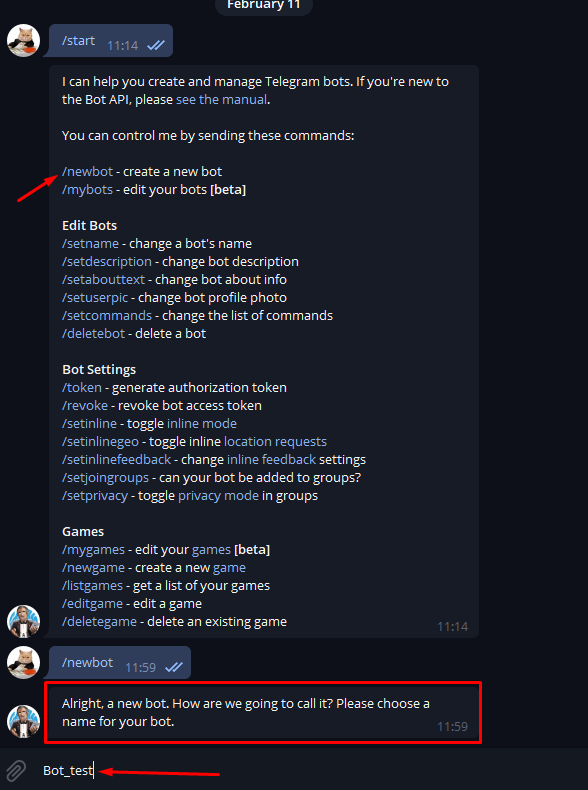 February 11
/start 11:14
I can help you create and manage Telegram bots. If you're new to
the Bot API, please see the manual.
You can control me by sending these commands:
/newbot - create a new bot
/mybots - edit your bots [beta]
Edit Bots
/setname - change a bot's name
/setdescription - change bot description
/setabouttext - change bot about info
/setuserpic - change bot profile photo
/setcommands - change the list of commands
/deletebot - delete a bot
Bot Settings
/token - generate authorization token
/revoke - revoke bot access token
/setinline - toggle inline mode
/setinlinegeo - toggle inline location requests
/setinlinefeedback - change inline feedback settings
/setjoingroups - can your bot be added to groups?
/setprivacy - toggle privacy mode in groups
Games
/mygames - edit your games [beta]
/newgame - create a new game
/listgames - get a list of your games
/editgame - edit a game
/deletegame - delete an existing game
11:14
/newbot 11:59
Alright, a new bot. How are we going to call it? Please choose a
name for your bot.
11:59
Bot_test